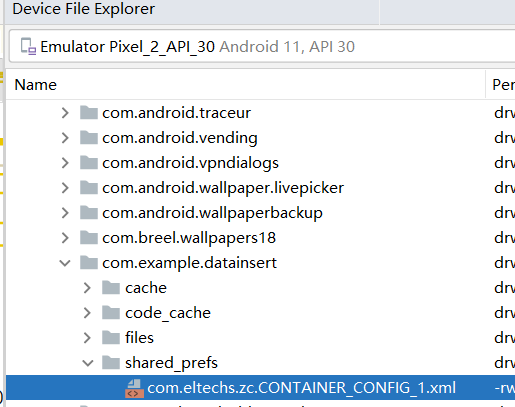 Device File Explorer
Emulator Pixel_2_API_30 Android 11, API 30
Name
com.android.traceur drw
com.android.vending drw
com.android.vpndialogs drw
com.android.wallpaper.livepicker drw
com.android.wallpaperbackup drw
com.breel.wallpapers18 drw
com.example.datainsert drw
cache drw
code_cache drw
files drw
shared_prefs drw
com.eltechs.zc.CONTAINER_CONFIG_1.xml -rw